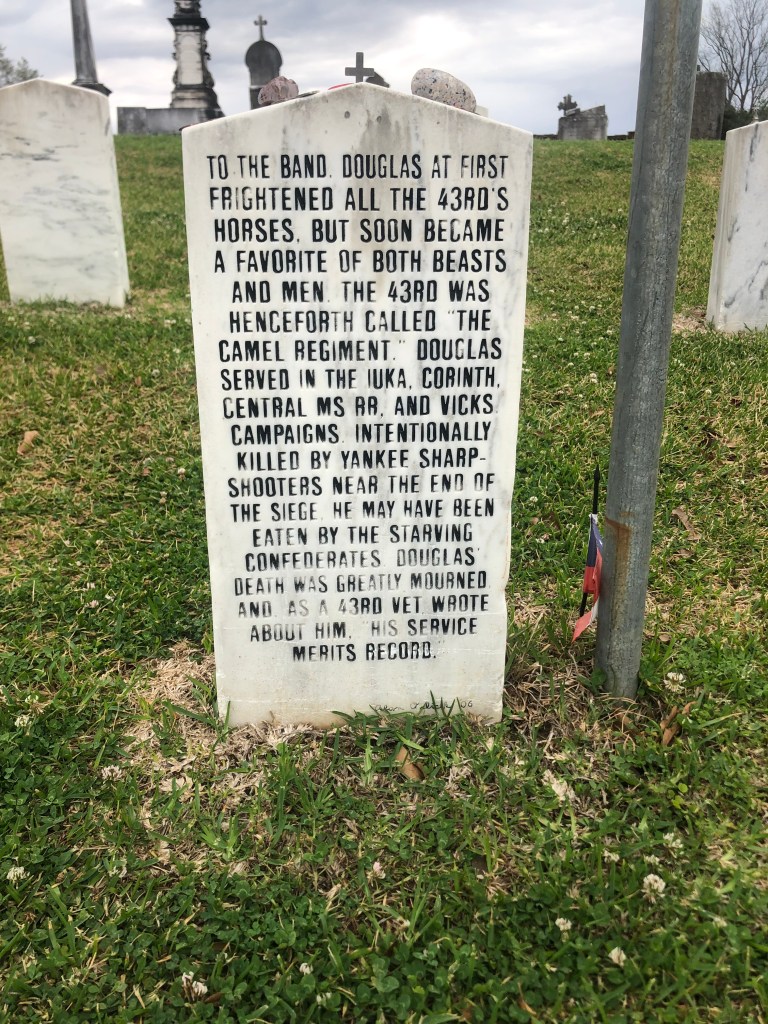 TO THE BAND. DOUGLAS AT FIRST
FRIGHTENED ALL THE 43RD'S
HORSES, BUT SOON BECAME
A FAVORITE OF BOTH BEASTS
AND MEN. THE 43RD WAS
HENCEFORTH CALLED "THE
CAMEL REGIMENT." DOUGLAS
SERVED IN THE IUKA, CORINTH,
CENTRAL MS RR, AND VICKS.
CAMPAIGNS. INTENTIONALLY
KILLED BY YANKEE SHARP-
SHOOTERS NEAR THE END OF
THE SIEGE. HE MAY HAVE BEEN
EATEN BY THE STARVING
CONFEDERATES. DOUGLAS'
DEATH WAS GREATLY MOURNED,
AND, AS A 43RD VET. WROTE
ABOUT HIM, "HIS SERVICE
MERITS RECORD."
'06